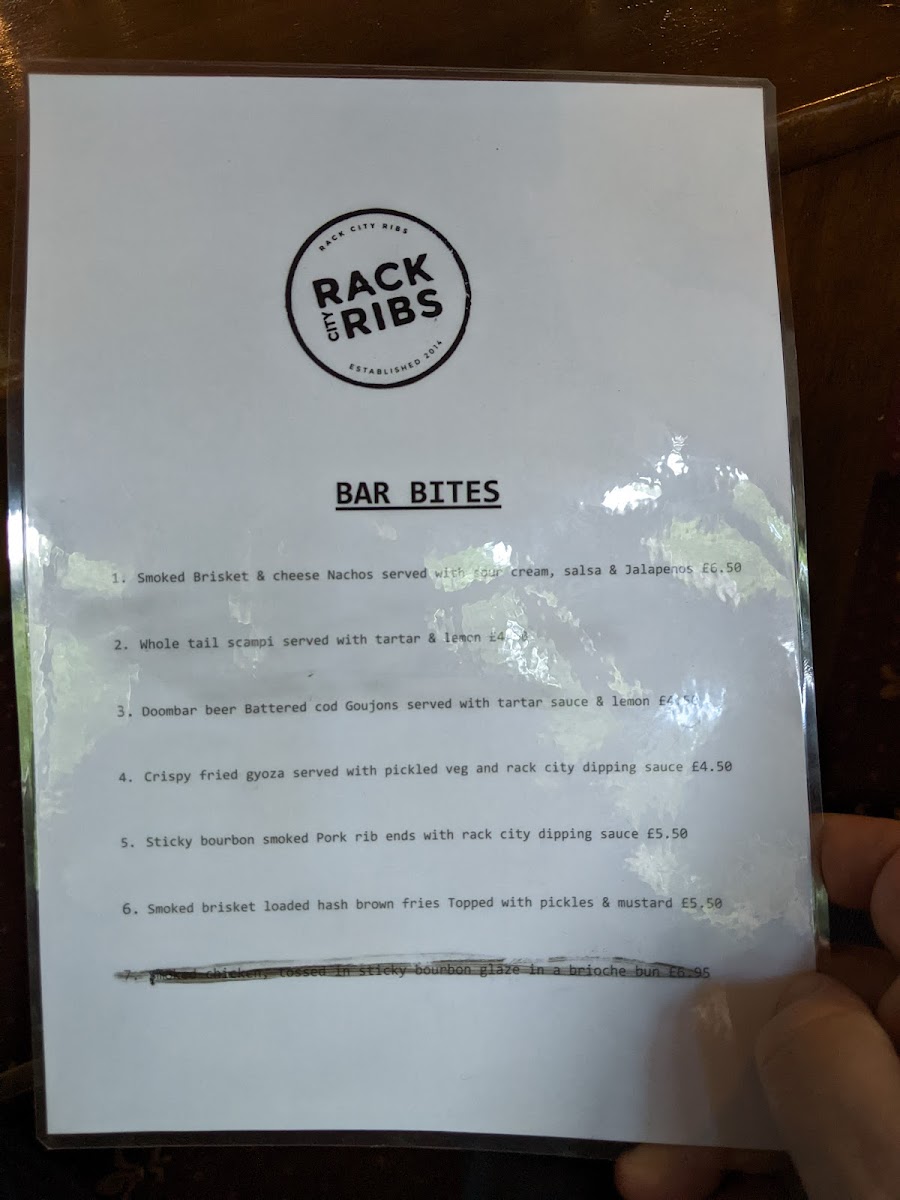 RACK CITY RIBS
RACK
CITY RIBS
ESTABLISHED 2014
BAR BITES
1. Smoked Brisket & cheese Nachos served with sour cream, salsa & Jalapenos £6.50
2. Whole tail scampi served with tartar & lemon
3. Doombar beer Battered cod Goujons served with tartar sauce & lemon £4.50
4. Crispy fried gyoza served with pickled veg and rack city dipping sauce £4.50
5. Sticky bourbon smoked Pork rib ends with rack city dipping sauce £5.50
6. Smoked brisket loaded hash brown fries Topped with pickles & mustard £5.50
7. Smoked chicken, tossed in sticky bourbon glaze in a brioche bun £6.95